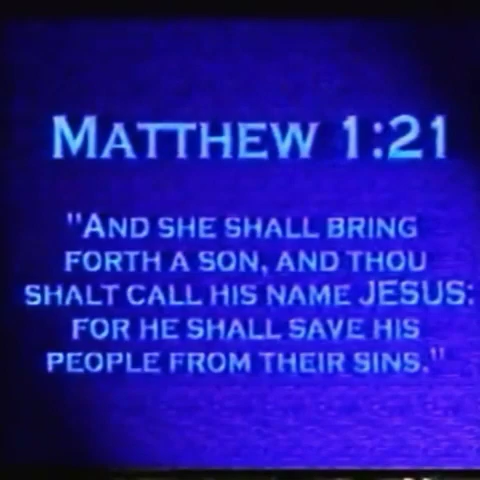 MATTHEW 1:21
"AND SHE SHALL BRING
FORTH A SON, AND THOU
SHALT CALL HIS NAME JESUS:
FOR HE SHALL SAVE HIS
PEOPLE FROM THEIR SINS."